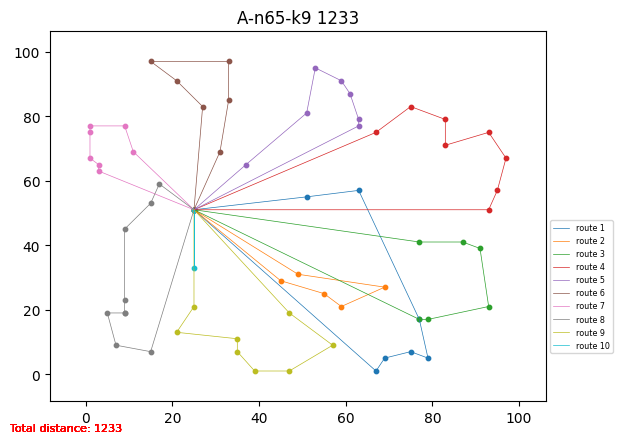 A-n65-k9 1233
100
80
60
40
20
0
0 20 40 60 80 100
route 1
route 2
route 3
route 4
route 5
route 6
route 7
route 8
route 9
route 10
Total distance: 1233